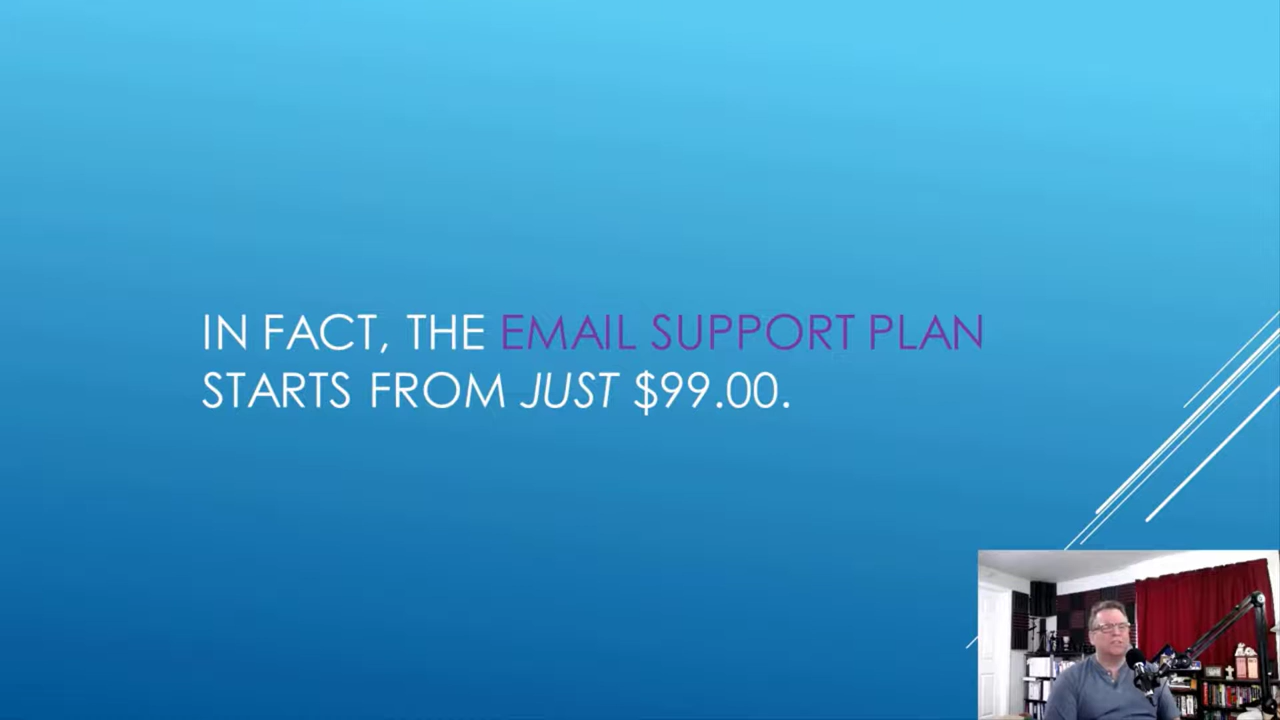 IN FACT, THE EMAIL SUPPORT PLAN
STARTS FROM JUST $99.00.